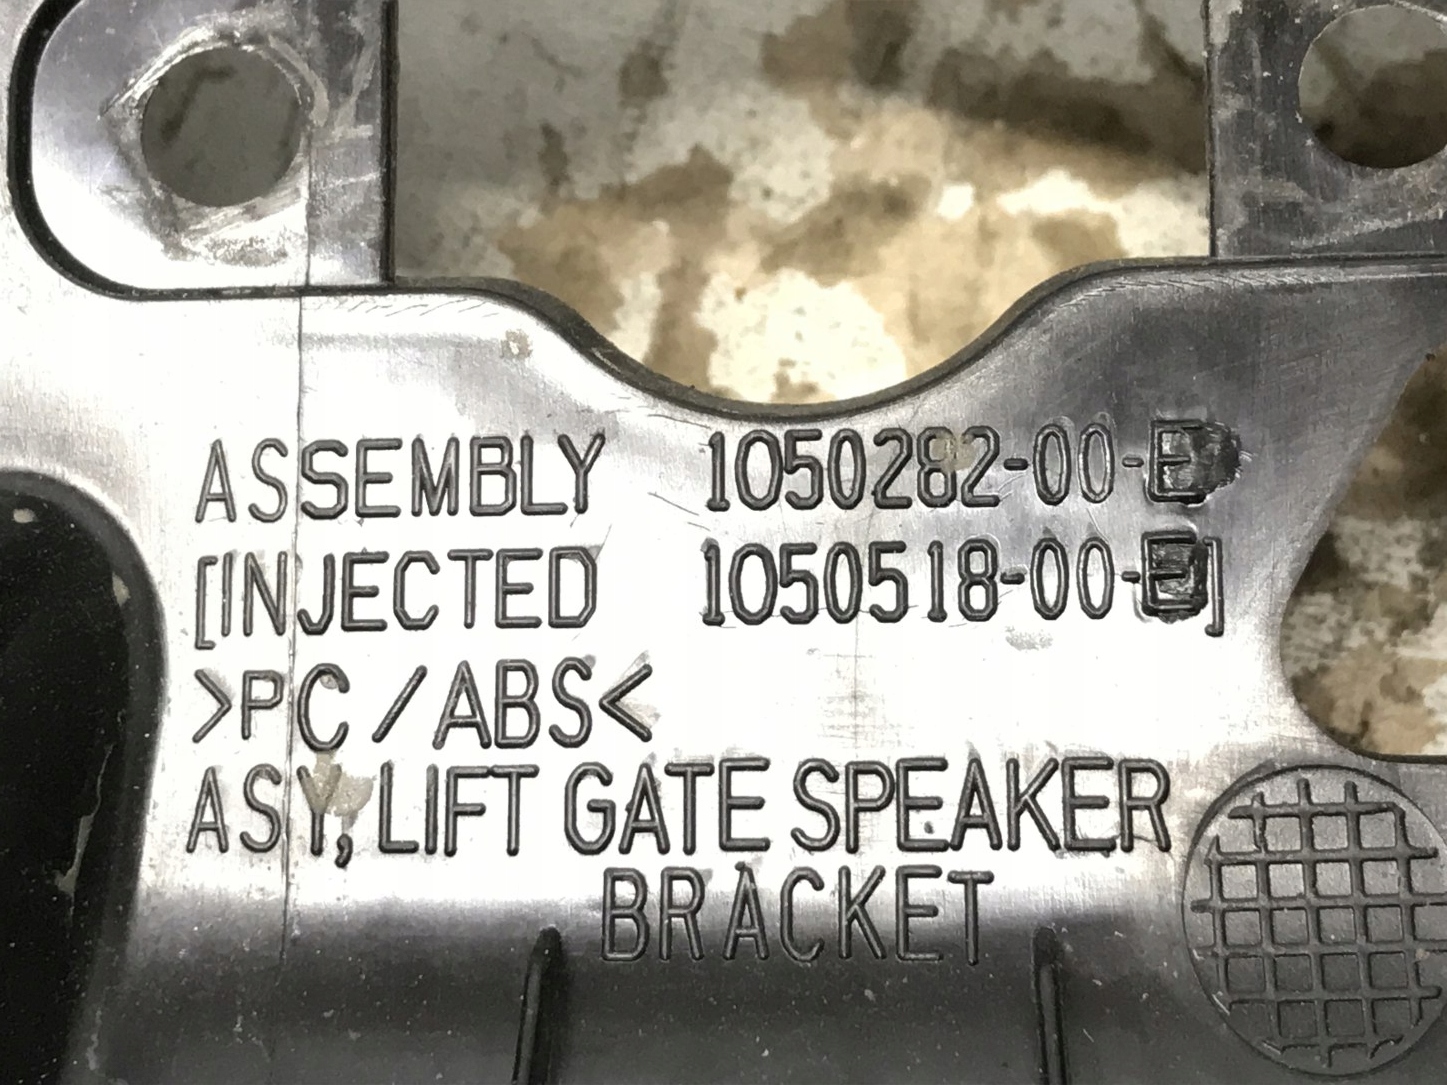 ASSEMBLY 1050282-00-E
[INJECTED 1050518-00-E]
>PC/ABS<
ASY, LIFT GATE SPEAKER
BRACKET